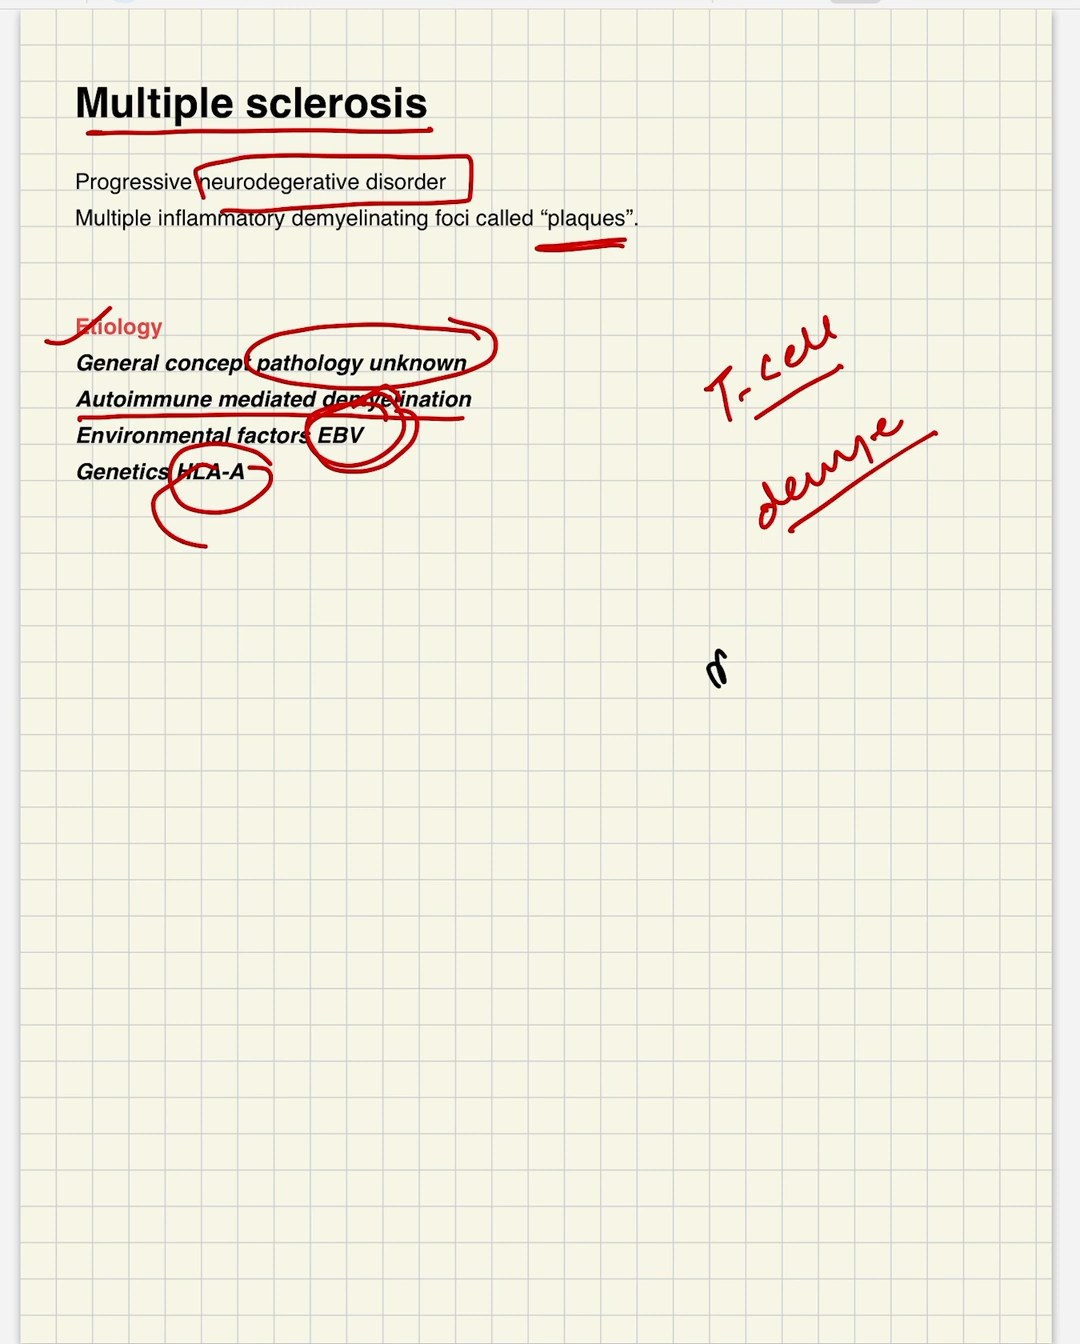 Multiple sclerosis
Progressive neurodegerative disorder
Multiple inflammatory demyelinating foci called “plaques”.
Etiology
General concept pathology unknown
Autoimmune mediated demyelination
Environmental factors EBV
Genetics HLA-A
T-cell
demye